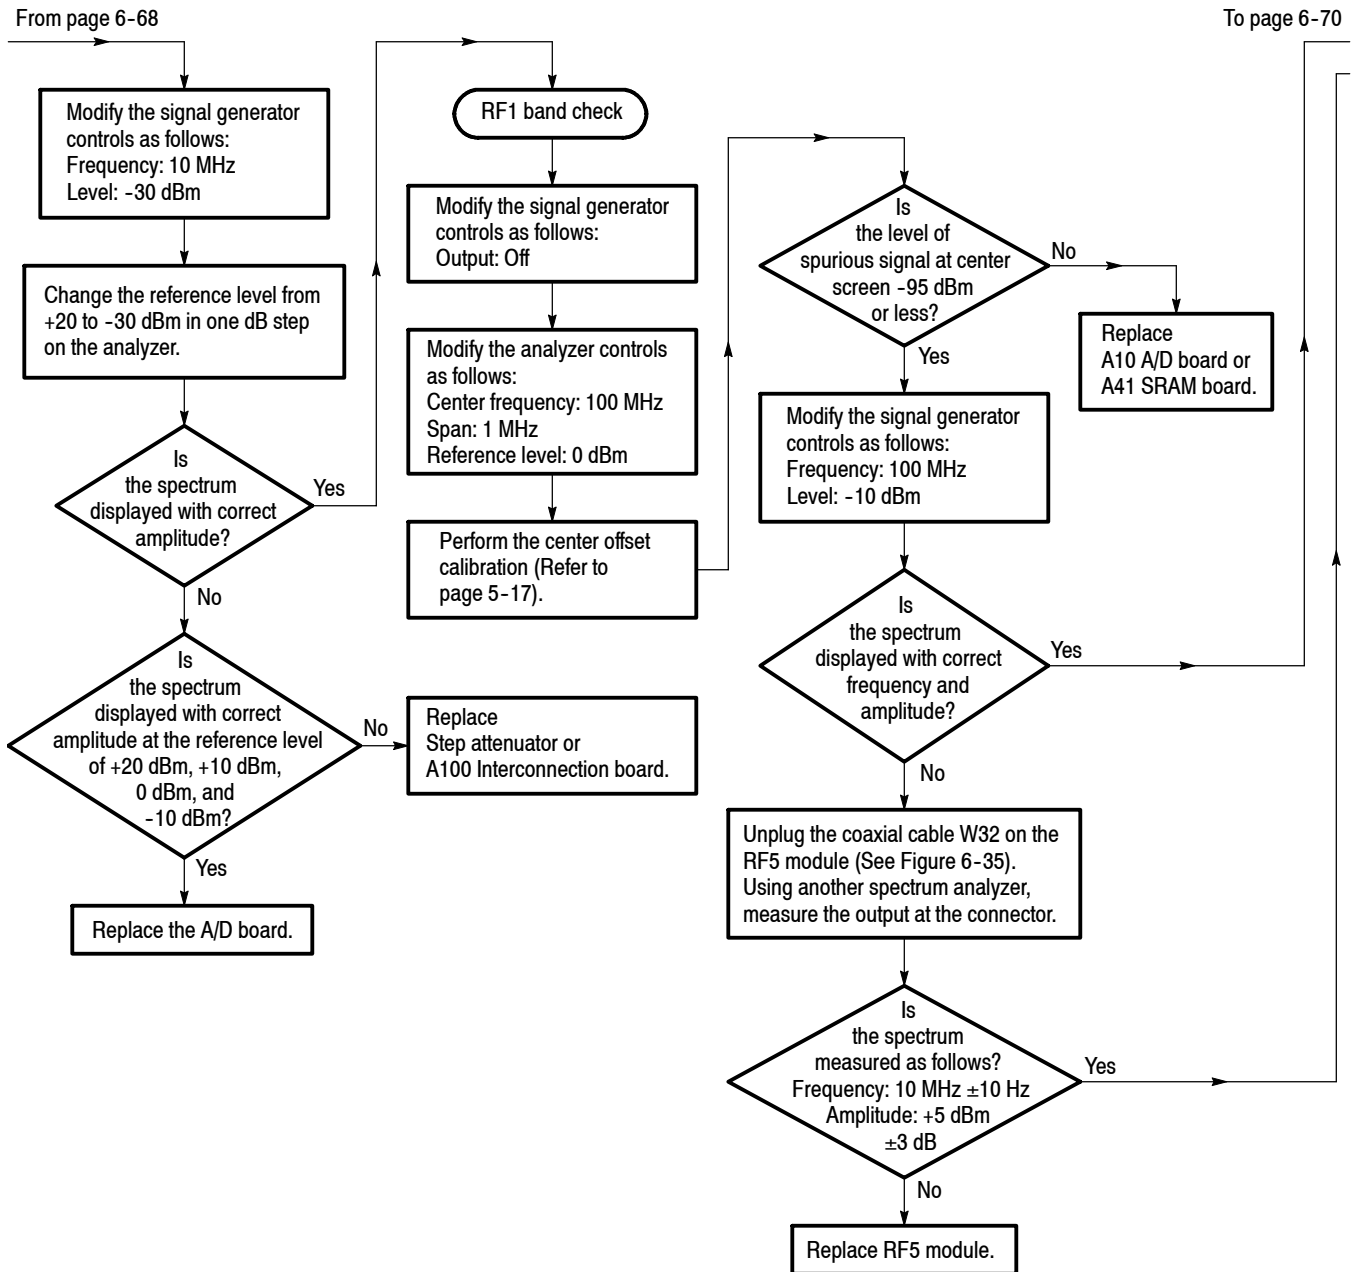 From page 6-68
To page 6-70
Modify the signal generator
controls as follows:
Frequency: 10 MHz
Level: -30 dBm
Change the reference level from
+20 to -30 dBm in one dB step
on the analyzer.
Is
the spectrum
displayed with correct
amplitude?
Yes
No
Is
the spectrum
displayed with correct
amplitude at the reference level
of +20 dBm, +10 dBm,
0 dBm, and
-10 dBm?
No
Yes
Replace
Step attenuator or
A100 Interconnection board.
Replace the A/D board.
RF1 band check
Modify the signal generator
controls as follows:
Output: Off
Modify the analyzer controls
as follows:
Center frequency: 100 MHz
Span: 1 MHz
Reference level: 0 dBm
Perform the center offset
calibration (Refer to
page 5-17).
Is
the level of
spurious signal at center
screen -95 dBm
or less?
No
Yes
Replace
A10 A/D board or
A41 SRAM board.
Modify the signal generator
controls as follows:
Frequency: 100 MHz
Level: -10 dBm
Is
the spectrum
displayed with correct
frequency and
amplitude?
Yes
No
Unplug the coaxial cable W32 on the
RF5 module (See Figure 6-35).
Using another spectrum analyzer,
measure the output at the connector.
Is
the spectrum
measured as follows?
Frequency: 10 MHz ±10 Hz
Amplitude: +5 dBm
±3 dB
Yes
No
Replace RF5 module.